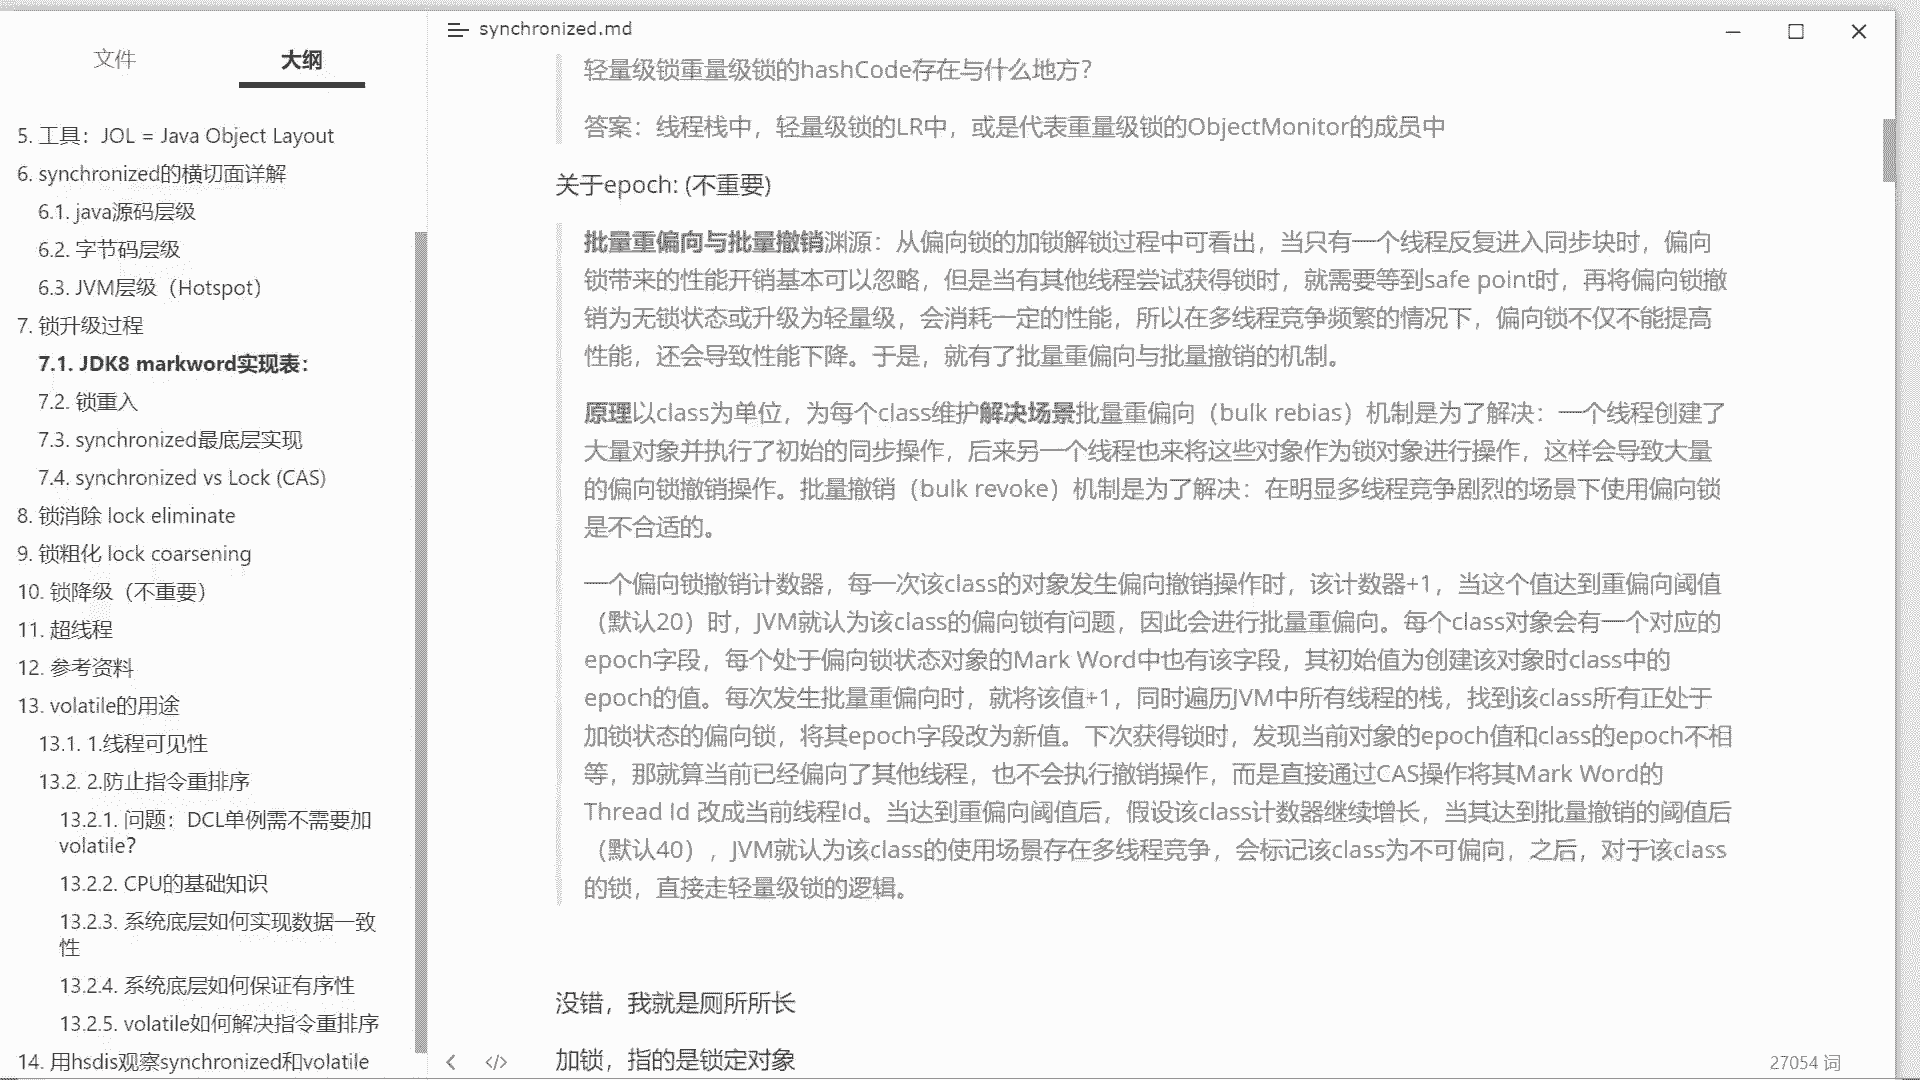 文件
大纲
5. 工具：JOL = Java Object Layout
6. synchronized的横切面详解
6.1. java源码层级
6.2. 字节码层级
6.3. JVM层级（Hotspot）
7. 锁升级过程
7.1. JDK8 markword实现表：
7.2. 锁重入
7.3. synchronized最底层实现
7.4. synchronized vs Lock (CAS)
8. 锁消除 lock eliminate
9. 锁粗化 lock coarsening
10. 锁降级（不重要）
11. 超线程
12. 参考资料
13. volatile的用途
13.1. 1.线程可见性
13.2. 2.防止指令重排序
13.2.1. 问题：DCL单例需不需要加
volatile?
13.2.2. CPU的基础知识
13.2.3. 系统底层如何实现数据一致
性
13.2.4. 系统底层如何保证有序性
13.2.5. volatile如何解决指令重排序
14. 用hsdis观察synchronized和volatile
synchronized.md
轻量级锁重量级锁的hashCode存在与什么地方？
答案：线程栈中，轻量级锁的LR中，或是代表重量级锁的ObjectMonitor的成员中
关于epoch: (不重要)
批量重偏向与批量撤销渊源：从偏向锁的加锁解锁过程中可看出，当只有一个线程反复进入同步块时，偏向
锁带来的性能开销基本可以忽略，但是当有其他线程尝试获得锁时，就需要等到safe point时，再将偏向锁撤
销为无锁状态或升级为轻量级，会消耗一定的性能，所以在多线程竞争频繁的情况下，偏向锁不仅不能提高
性能，还会导致性能下降。于是，就有了批量重偏向与批量撤销的机制。
原理以class为单位，为每个class维护解决场景批量重偏向（bulk rebias）机制是为了解决：一个线程创建了
大量对象并执行了初始的同步操作，后来另一个线程也来将这些对象作为锁对象进行操作，这样会导致大量
的偏向锁撤销操作。批量撤销（bulk revoke）机制是为了解决：在明显多线程竞争剧烈的场景下使用偏向锁
是不合适的。
一个偏向锁撤销计数器，每一次该class的对象发生偏向撤销操作时，该计数器+1，当这个值达到重偏向阈值
（默认20）时，JVM就认为该class的偏向锁有问题，因此会进行批量重偏向。每个class对象会有一个对应的
epoch字段，每个处于偏向锁状态对象的Mark Word中也有该字段，其初始值为创建该对象时class中的
epoch的值。每次发生批量重偏向时，就将该值+1，同时遍历JVM中所有线程的栈，找到该class所有正处于
加锁状态的偏向锁，将其epoch字段改为新值。下次获得锁时，发现当前对象的epoch值和class的epoch不相
等，那就算当前已经偏向了其他线程，也不会执行撤销操作，而是直接通过CAS操作将其Mark Word的
Thread Id 改成当前线程Id。当达到重偏向阈值后，假设该class计数器继续增长，当其达到批量撤销的阈值后
（默认40），JVM就认为该class的使用场景存在多线程竞争，会标记该class为不可偏向，之后，对于该class
的锁，直接走轻量级锁的逻辑。
没错，我就是厕所所长
加锁，指的是锁定对象
27054 词